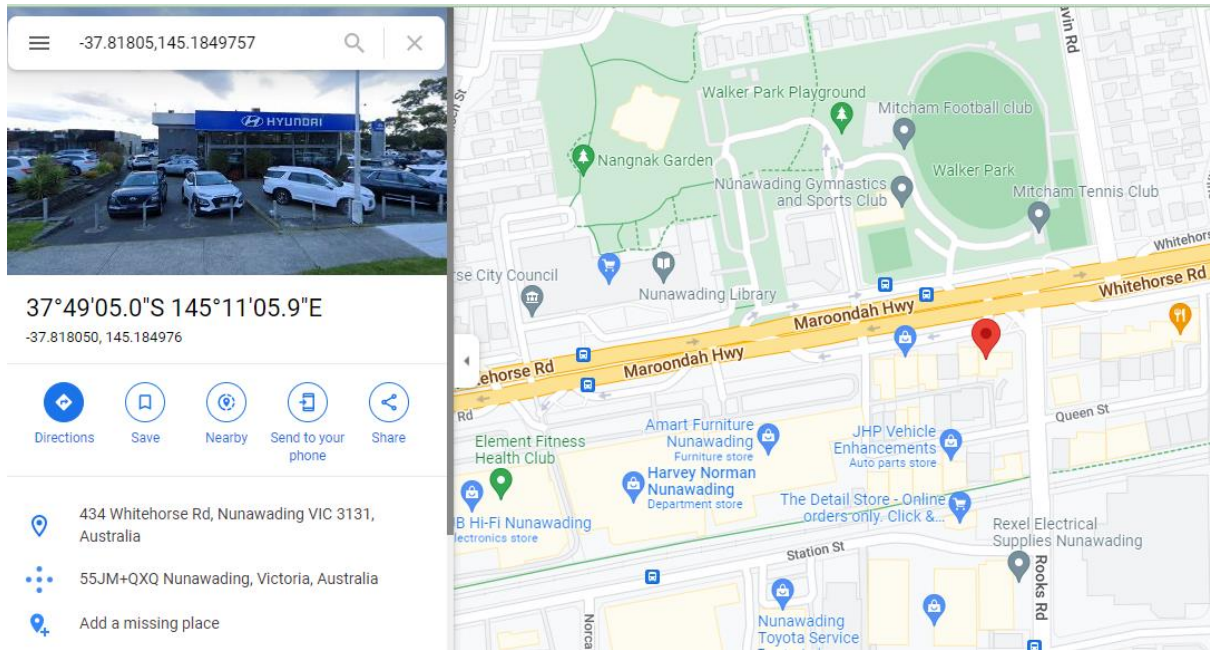 -37.81805,145.1849757
HYUNDAI
37°49'05.0"S 145°11'05.9"E
-37.818050, 145.184976
Directions
Save
Nearby
Send to your
phone
Share
434 Whitehorse Rd, Nunawading VIC 3131,
Australia
55JM+QXQ Nunawading, Victoria, Australia
Add a missing place
Walker Park Playground
Mitcham Football club
Nangnak Garden
Walker Park
Nunawading Gymnastics
and Sports Club
Mitcham Tennis Club
rse City Council
Nunawading Library
Whitehors
Whitehorse Rd
Maroondah Hwy
Maroondah Hwy
ehorse Rd
Rd
Queen St
Amart Furniture
Nunawading
Furniture store
JHP Vehicle
Enhancements
Auto parts store
Element Fitness
Health Club
Harvey Norman
Nunawading
Department store
The Detail Store - Online
orders only. Click &...
B Hi-Fi Nunawading
lectronics store
Rexel Electrical
Supplies Nunawading
Station St
Rooks Rd
Norca
Nunawading
Toyota Service